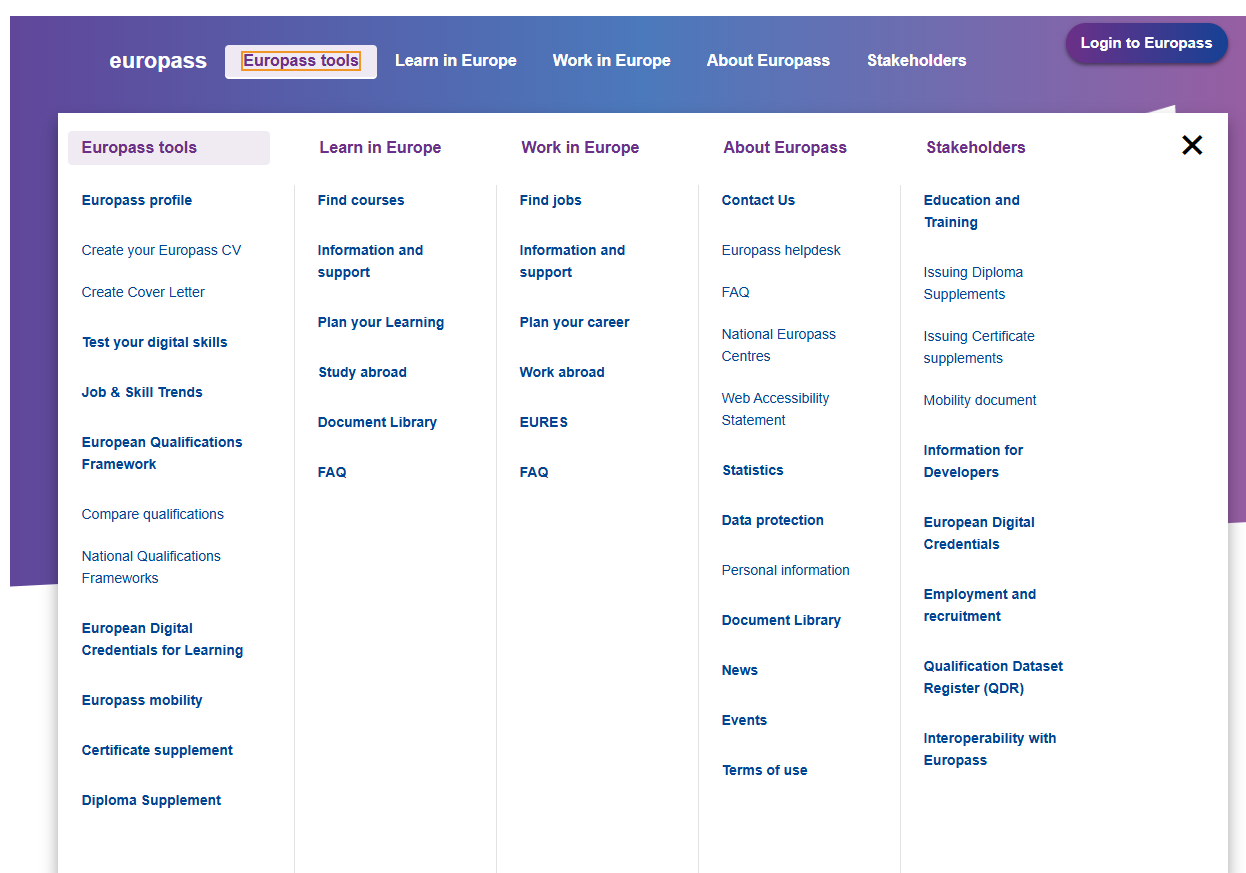 europass
Europass tools
Learn in Europe
Work in Europe
About Europass
Stakeholders
Login to Europass
Europass tools
Europass profile
Create your Europass CV
Create Cover Letter
Test your digital skills
Job & Skill Trends
European Qualifications
Framework
Compare qualifications
National Qualifications
Frameworks
European Digital
Credentials for Learning
Europass mobility
Certificate supplement
Diploma Supplement
Learn in Europe
Find courses
Information and
support
Plan your Learning
Study abroad
Document Library
FAQ
Work in Europe
Find jobs
Information and
support
Plan your career
Work abroad
EURES
FAQ
About Europass
Contact Us
Europass helpdesk
FAQ
National Europass
Centres
Web Accessibility
Statement
Statistics
Data protection
Personal information
Document Library
News
Events
Terms of use
Stakeholders
Education and
Training
Issuing Diploma
Supplements
Issuing Certificate
supplements
Mobility document
Information for
Developers
European Digital
Credentials
Employment and
recruitment
Qualification Dataset
Register (QDR)
Interoperability with
Europass